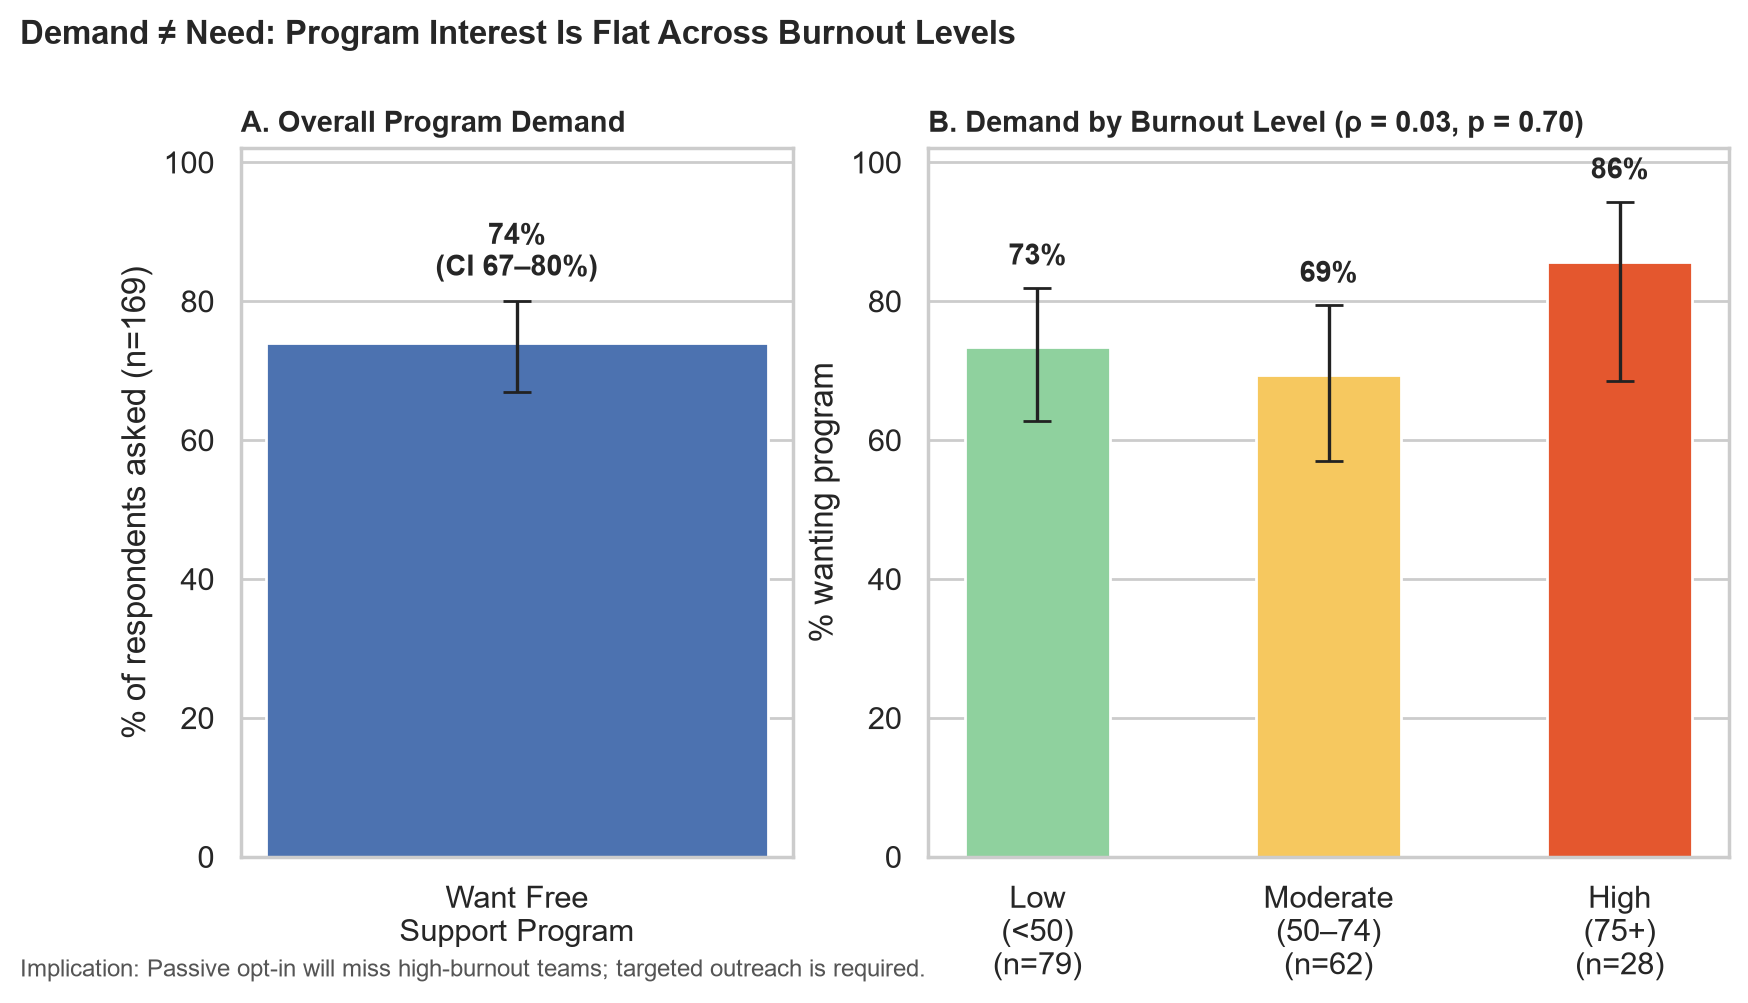 Demand ≠ Need: Program Interest Is Flat Across Burnout Levels
A. Overall Program Demand
% of respondents asked (n=169)
100
80
60
40
20
0
74%
(CI 67–80%)
Want Free
Support Program
B. Demand by Burnout Level (ρ = 0.03, p = 0.70)
% wanting program
100
80
60
40
20
0
73%
69%
86%
Low
(<50)
(n=79)
Moderate
(50–74)
(n=62)
High
(75+)
(n=28)
Implication: Passive opt-in will miss high-burnout teams; targeted outreach is required.